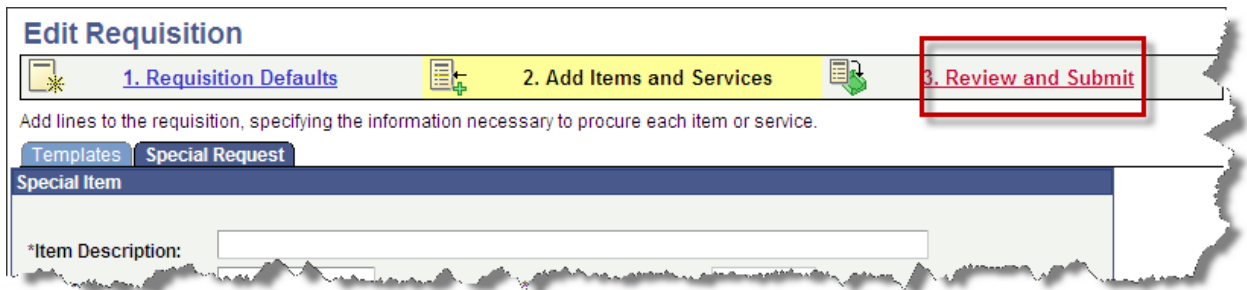 Edit Requisition
1. Requisition Defaults 2. Add Items and Services 3. Review and Submit
Add lines to the requisition, specifying the information necessary to procure each item or service.
Templates Special Request
Special Item
*Item Description: